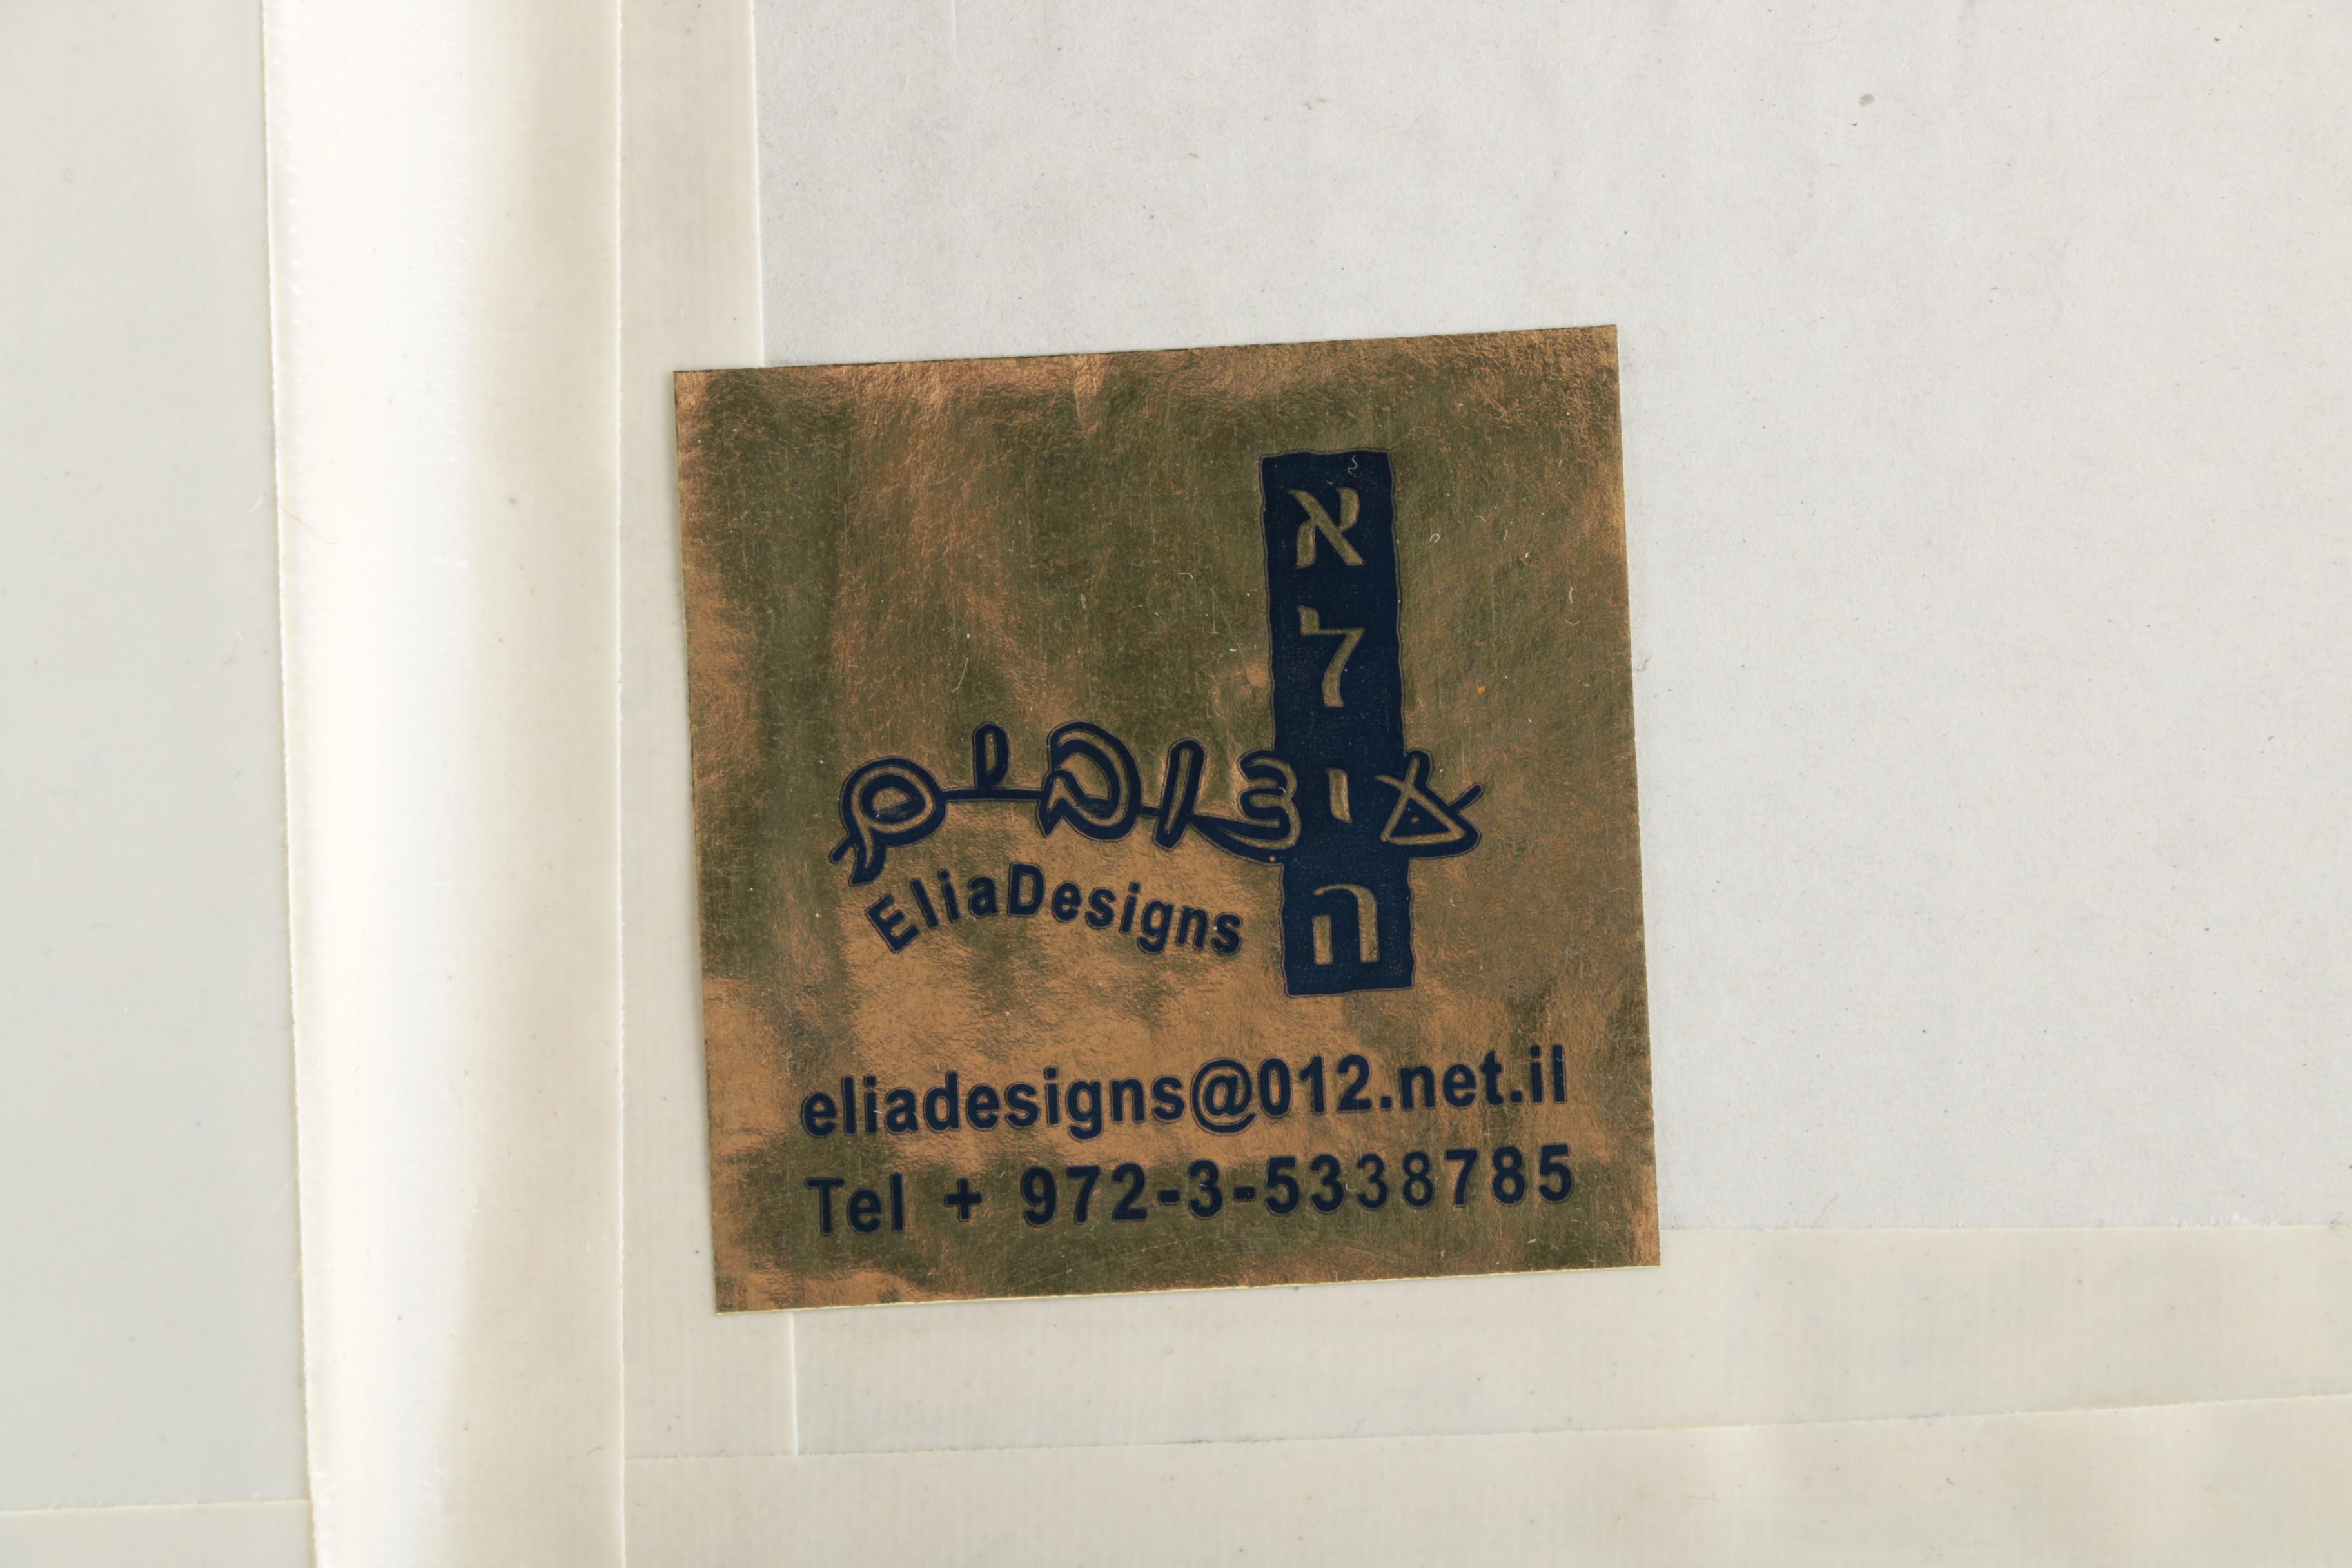 אליה
עיצובים
EliaDesigns
eliadesigns@012.net.il
Tel + 972-3-5338785